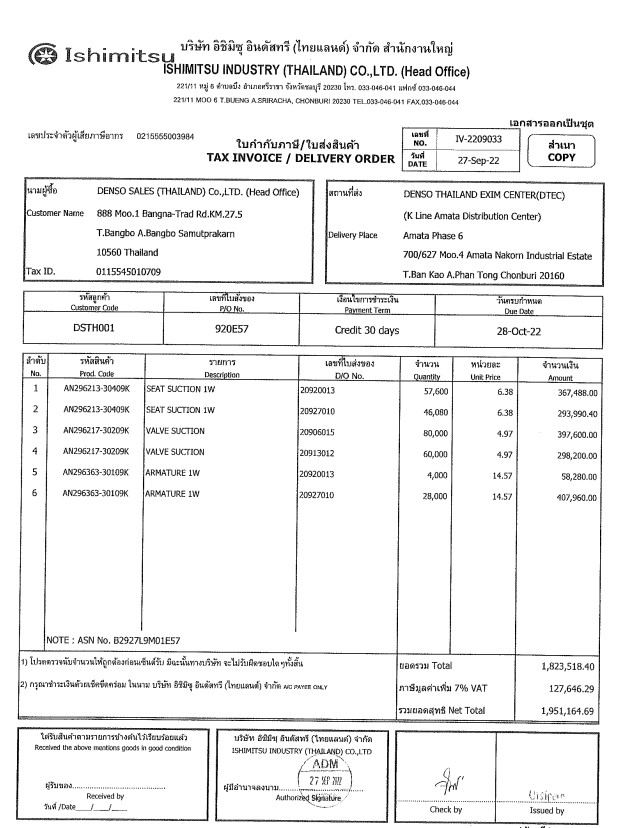 Ishimitsu
บริษัท อิชิมิซุ อินดัสทรี (ไทยแลนด์) จำกัด สำนักงานใหญ่
ISHIMITSU INDUSTRY (THAILAND) CO.,LTD. (Head Office)
221/11 หมู่ 6 ตำบลบึง อำเภอศรีราชา จังหวัดชลบุรี 20230 โทร. 033-046-041 แฟกซ์ 033-046-044
221/11 MOO 6 T.BUENG A.SRIRACHA, CHONBURI 20230 TEL.033-046-041 FAX.033-046-044
เอกสารออกเป็นชุด
เลขประจำตัวผู้เสียภาษีอากร 0215555003984
ใบกำกับภาษี/ใบส่งสินค้า
TAX INVOICE / DELIVERY ORDER
เลขที่ NO. IV-2209033
วันที่ DATE 27-Sep-22
สำเนา
COPY
นามผู้ซื้อ DENSO SALES (THAILAND) Co.,LTD. (Head Office)
Customer Name 888 Moo.1 Bangna-Trad Rd.KM.27.5
T.Bangbo A.Bangbo Samutprakarn
10560 Thailand
Tax ID. 0115545010709
สถานที่ส่ง DENSO THAILAND EXIM CENTER(DTEC)
(K Line Amata Distribution Center)
Delivery Place Amata Phase 6
700/627 Moo.4 Amata Nakorn Industrial Estate
T.Ban Kao A.Phan Tong Chonburi 20160
รหัสลูกค้า เลขที่ใบสั่งของ เงื่อนไขการชำระเงิน วันครบกำหนด
Customer Code P/O No. Payment Term Due Date
DSTH001 920E57 Credit 30 days 28-Oct-22
ลำดับ รหัสสินค้า รายการ เลขที่ใบส่งของ จำนวน หน่วยละ จำนวนเงิน
No. Prod. Code Description D/O No. Quantity Unit Price Amount
1 AN296213-30409K SEAT SUCTION 1W 20920013 57,600 6.38 367,488.00
2 AN296213-30409K SEAT SUCTION 1W 20927010 46,080 6.38 293,990.40
3 AN296217-30209K VALVE SUCTION 20906015 80,000 4.97 397,600.00
4 AN296217-30209K VALVE SUCTION 20913012 60,000 4.97 298,200.00
5 AN296363-30109K ARMATURE 1W 20920013 4,000 14.57 58,280.00
6 AN296363-30109K ARMATURE 1W 20927010 28,000 14.57 407,960.00
NOTE : ASN No. B2927L9M01E57
1) โปรดตรวจนับจำนวนให้ถูกต้องก่อนเซ็นต์รับ มิฉะนั้นทางบริษัท จะไม่รับผิดชอบใดๆทั้งสิ้น
2) กรุณาชำระเงินด้วยเช็คขีดคร่อม ในนาม บริษัท อิชิมิซุ อินดัสทรี (ไทยแลนด์) จำกัด A/C PAYEE ONLY
ยอดรวม Total 1,823,518.40
ภาษีมูลค่าเพิ่ม 7% VAT 127,646.29
รวมยอดสุทธิ Net Total 1,951,164.69
ได้รับสินค้าตามรายการข้างต้นไว้เรียบร้อยแล้ว
Received the above mentions goods in good condition
ผู้รับของ..............................
Received by
วันที่ /Date____/____/____
บริษัท อิชิมิซุ อินดัสทรี (ไทยแลนด์) จำกัด
ISHIMITSU INDUSTRY (THAILAND) CO.,LTD
ADM
27 SEP 2022
ผู้มีอำนาจลงนาม..............................
Authorized Signature
Check by
Issued by